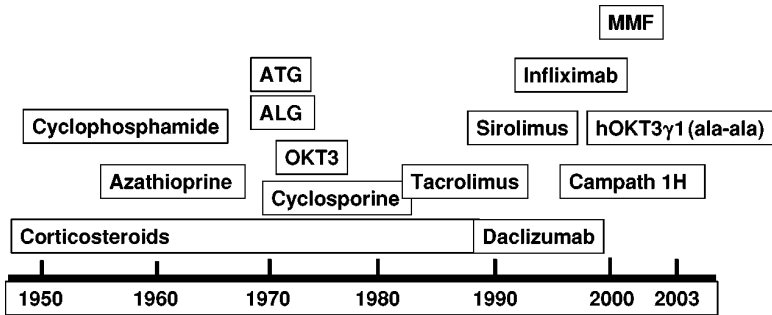 MMF
ATG
Infliximab
ALG
Cyclophosphamide
Sirolimus
hOKT3γ1 (ala-ala)
OKT3
Azathioprine
Tacrolimus
Campath 1H
Cyclosporine
Corticosteroids
Daclizumab
1950 1960 1970 1980 1990 2000 2003